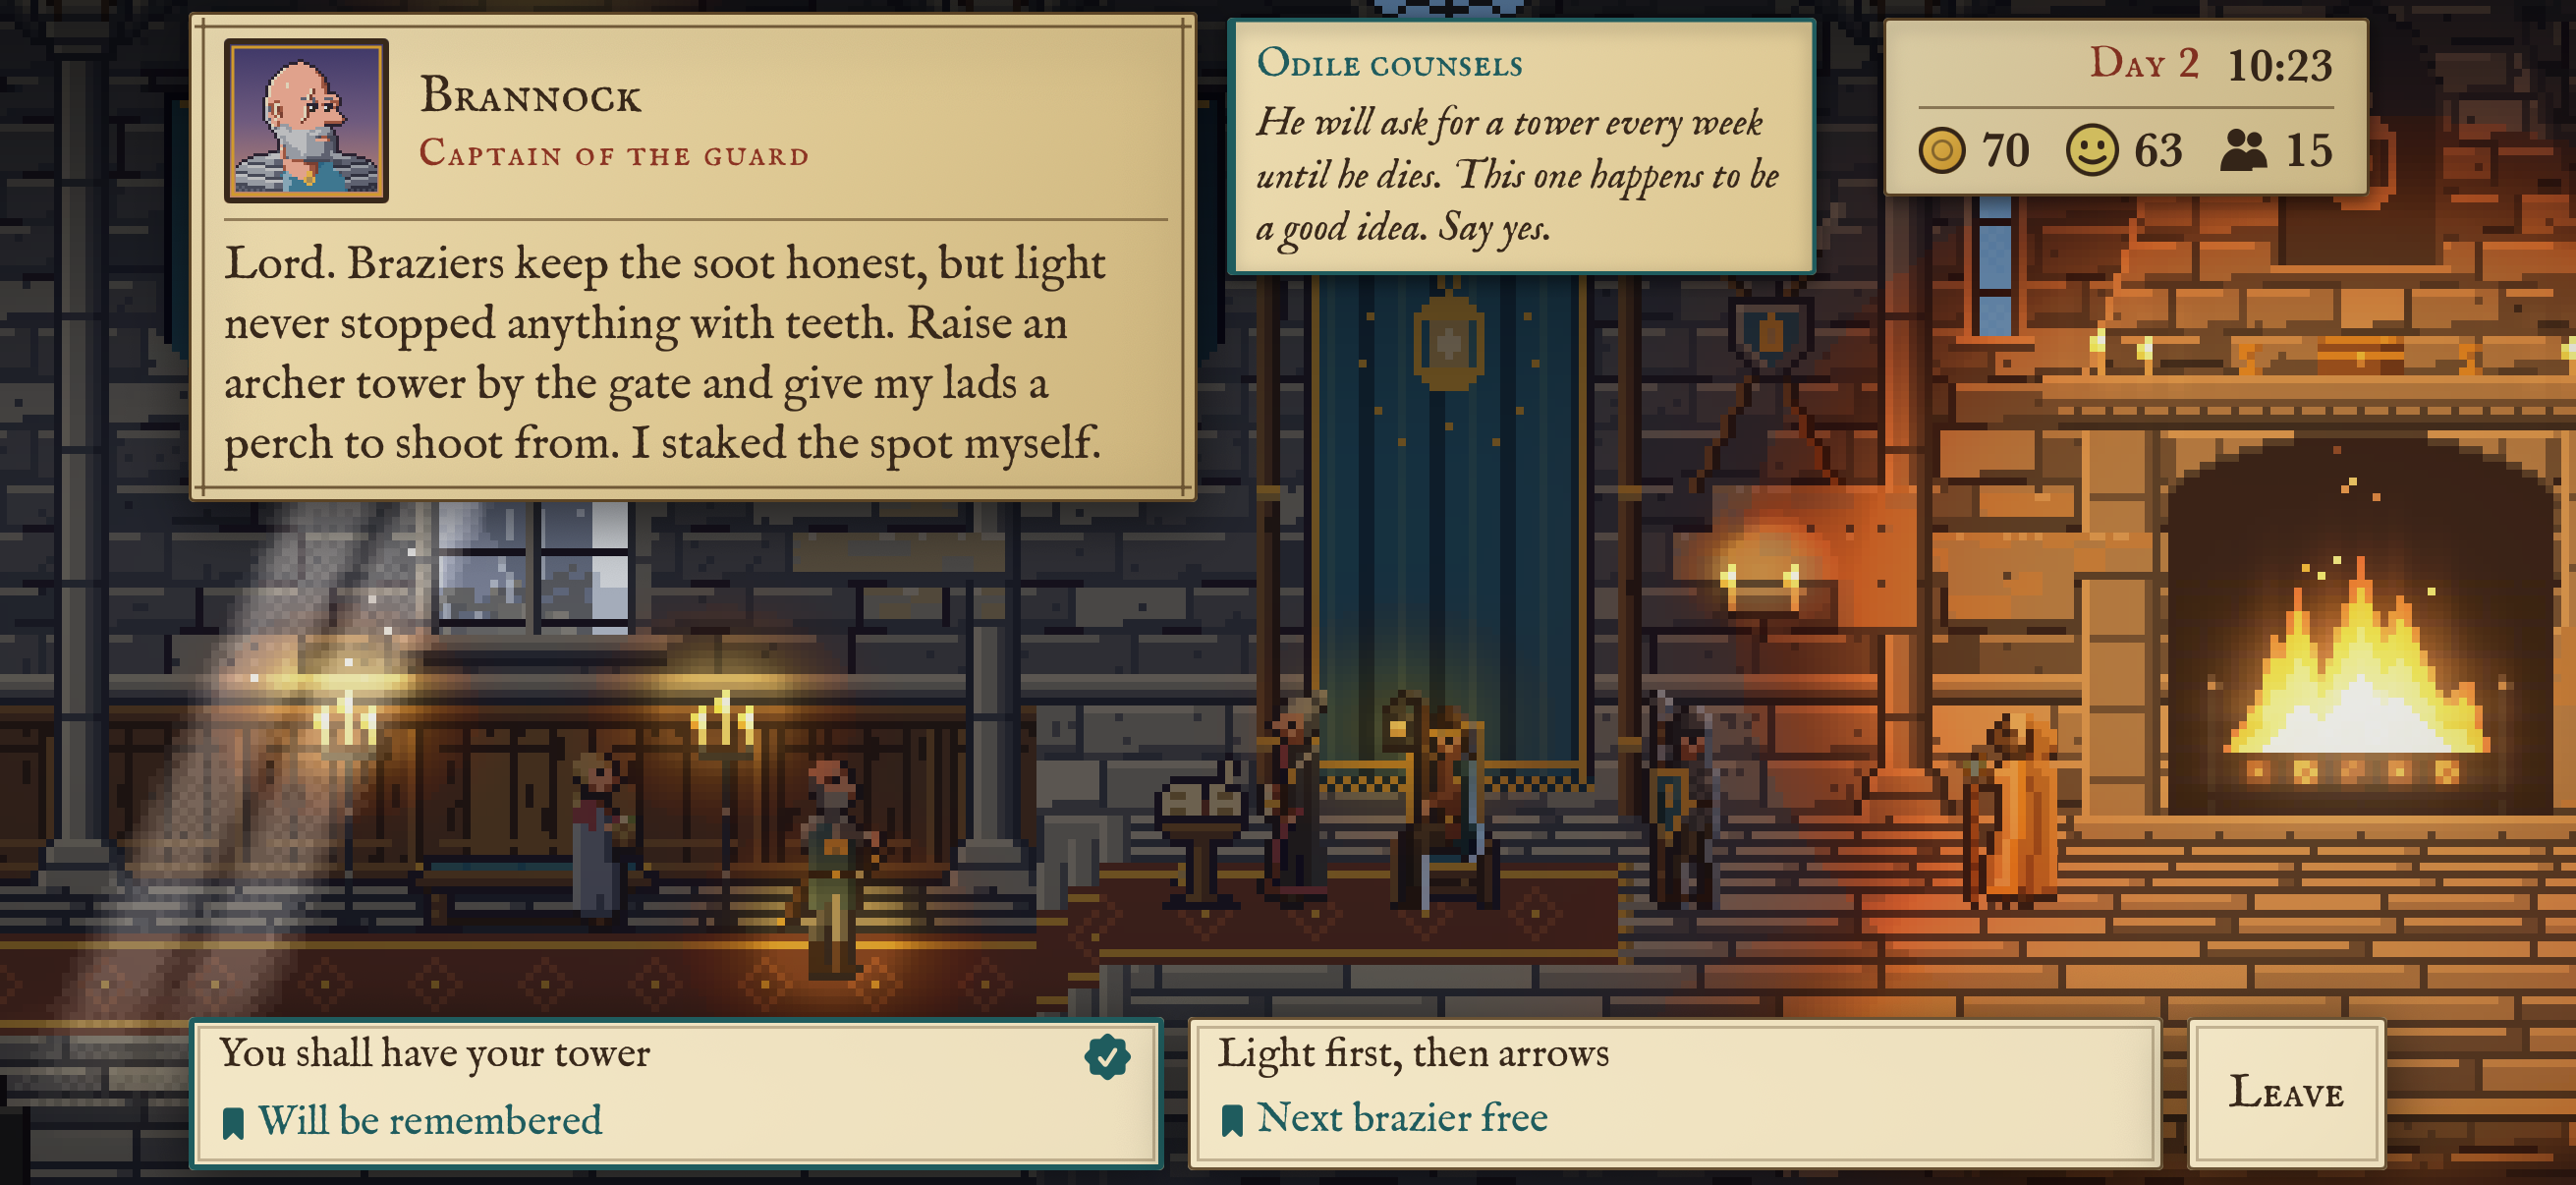 Brannock
Captain of the guard
Lord. Braziers keep the soot honest, but light
never stopped anything with teeth. Raise an
archer tower by the gate and give my lads a
perch to shoot from. I staked the spot myself.
Odile counsels
He will ask for a tower every week
until he dies. This one happens to be
a good idea. Say yes.
Day 2 10:23
70 63 15
You shall have your tower
Will be remembered
Light first, then arrows
Next brazier free
Leave